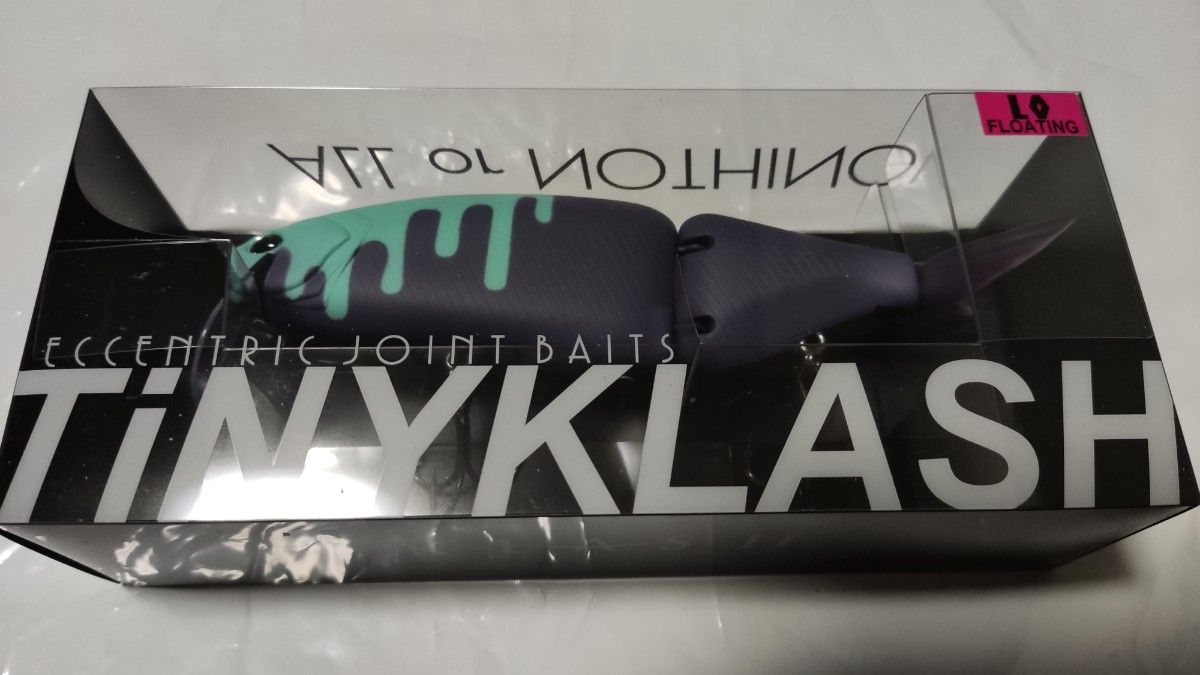 LO
FLOATING
ALL or NOTHING
ECCENTRIC JOINT BAITS
TiNYKLASH